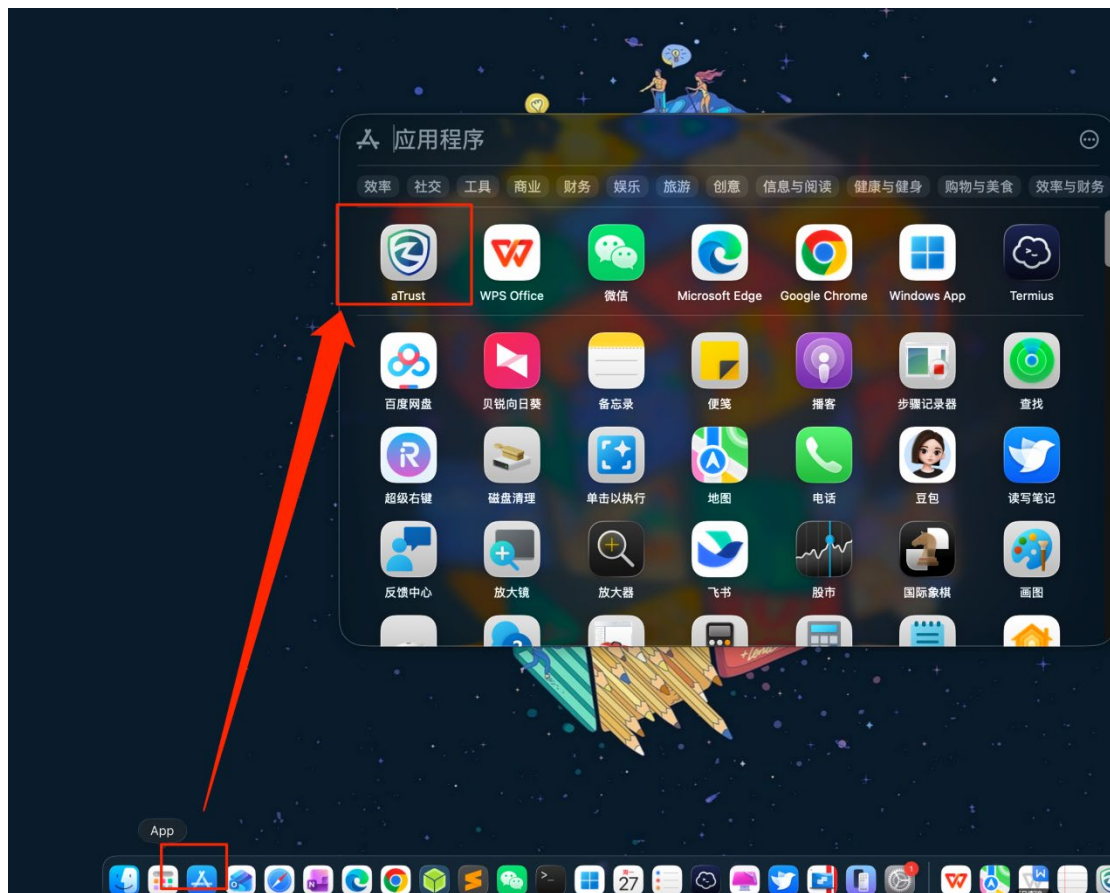 应用程序
效率 社交 工具 商业 财务 娱乐 旅游 创意 信息与阅读 健康与健身 购物与美食 效率与财务
aTrust WPS Office 微信 Microsoft Edge Google Chrome Windows App Termius
百度网盘 贝锐向日葵 备忘录 便笺 播客 步骤记录器 查找
超级右键 磁盘清理 单击以执行 地图 电话 豆包 读写笔记
反馈中心 放大镜 放大器 飞书 股市 国际象棋 画图
App
27
1